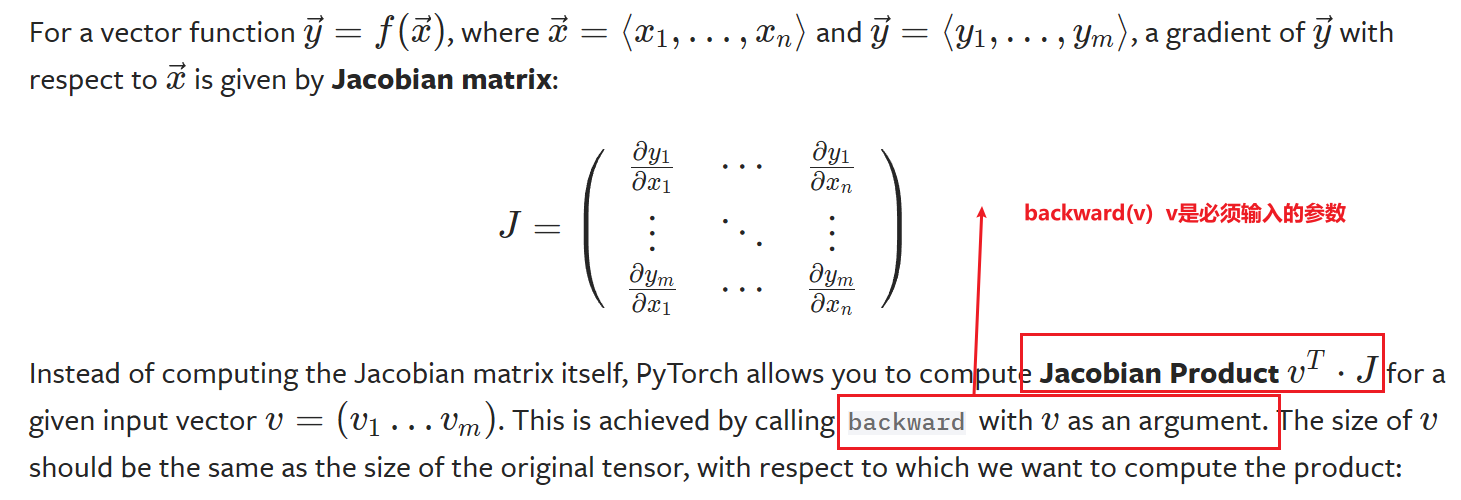 For a vector function $\vec{y} = f(\vec{x})$, where $\vec{x} = \langle x_1, \ldots, x_n \rangle$ and $\vec{y} = \langle y_1, \ldots, y_m \rangle$, a gradient of $\vec{y}$ with
respect to $\vec{x}$ is given by Jacobian matrix:
$J = \begin{pmatrix} \frac{\partial y_1}{\partial x_1} & \cdots & \frac{\partial y_1}{\partial x_n} \\ \vdots & \ddots & \vdots \\ \frac{\partial y_m}{\partial x_1} & \cdots & \frac{\partial y_m}{\partial x_n} \end{pmatrix}$
backward(v) v是必须输入的参数
Instead of computing the Jacobian matrix itself, PyTorch allows you to compute Jacobian Product $v^T \cdot J$ for a
given input vector $v = (v_1 \ldots v_m)$. This is achieved by calling backward with $v$ as an argument. The size of $v$
should be the same as the size of the original tensor, with respect to which we want to compute the product: